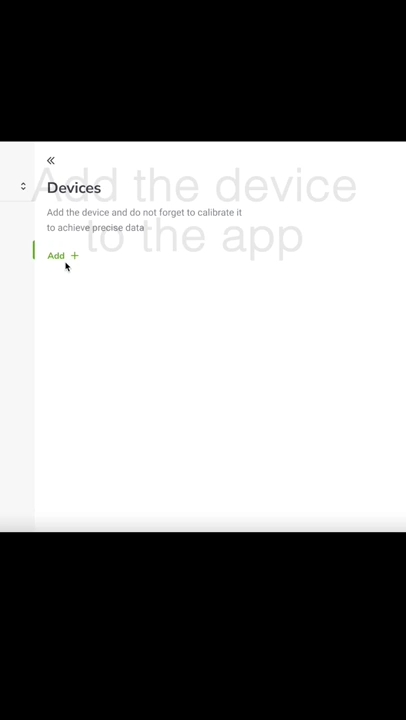 Add the device
to the app
Devices
Add the device and do not forget to calibrate it
to achieve precise data
Add +